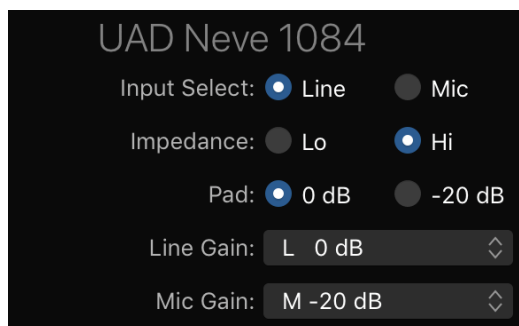 UAD Neve 1084
Input Select: Line Mic
Impedance: Lo Hi
Pad: 0 dB -20 dB
Line Gain: L 0 dB
Mic Gain: M -20 dB